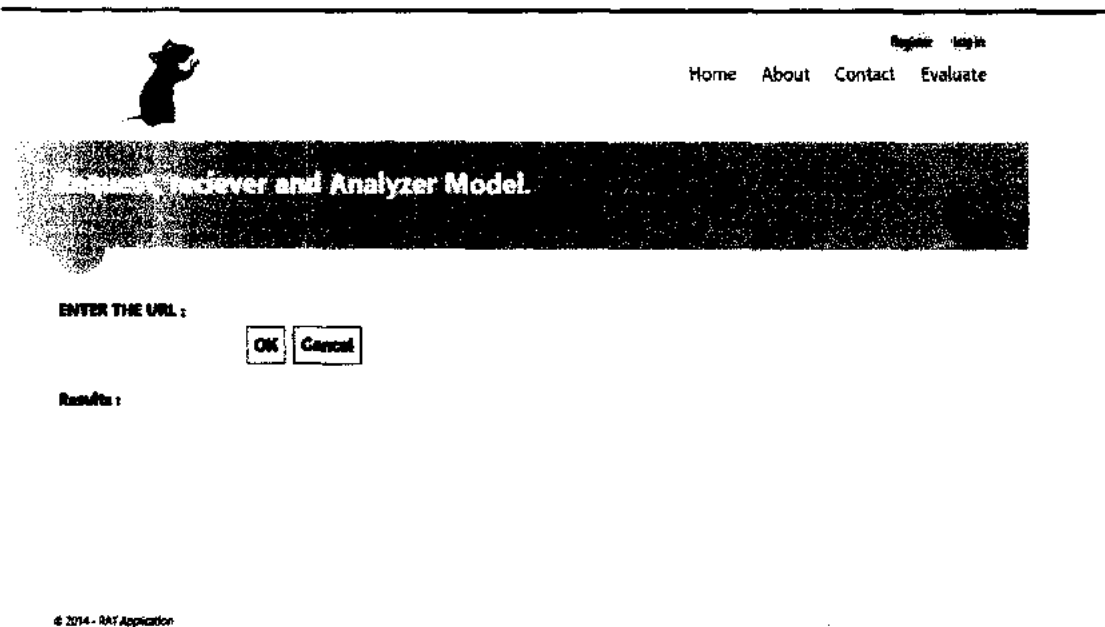 Register Log in
Home About Contact Evaluate
Request, reciever and Analyzer Model.
ENTER THE URL :
OK Cancel
Results :
© 2014 - RAT Application